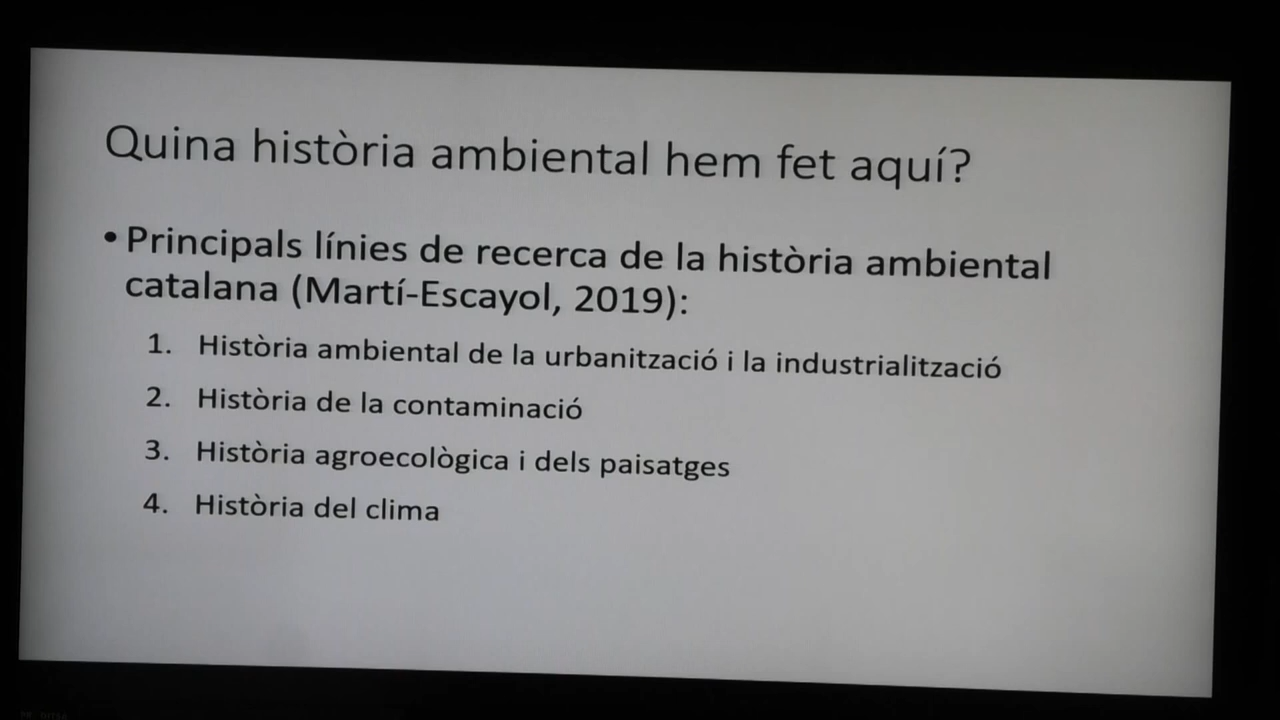 Quina història ambiental hem fet aquí?
• Principals línies de recerca de la història ambiental
catalana (Martí-Escayol, 2019):
1. Història ambiental de la urbanització i la industrialització
2. Història de la contaminació
3. Història agroecològica i dels paisatges
4. Història del clima